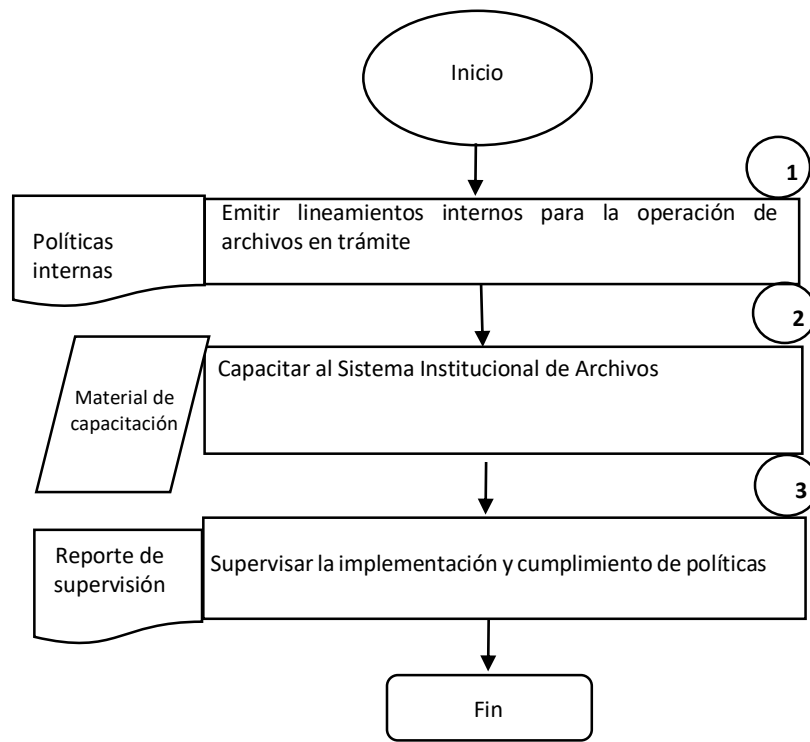 Inicio
1
Políticas
internas
Emitir lineamientos internos para la operación de
archivos en trámite
2
Material de
capacitación
Capacitar al Sistema Institucional de Archivos
3
Reporte de
supervisión
Supervisar la implementación y cumplimiento de políticas
Fin